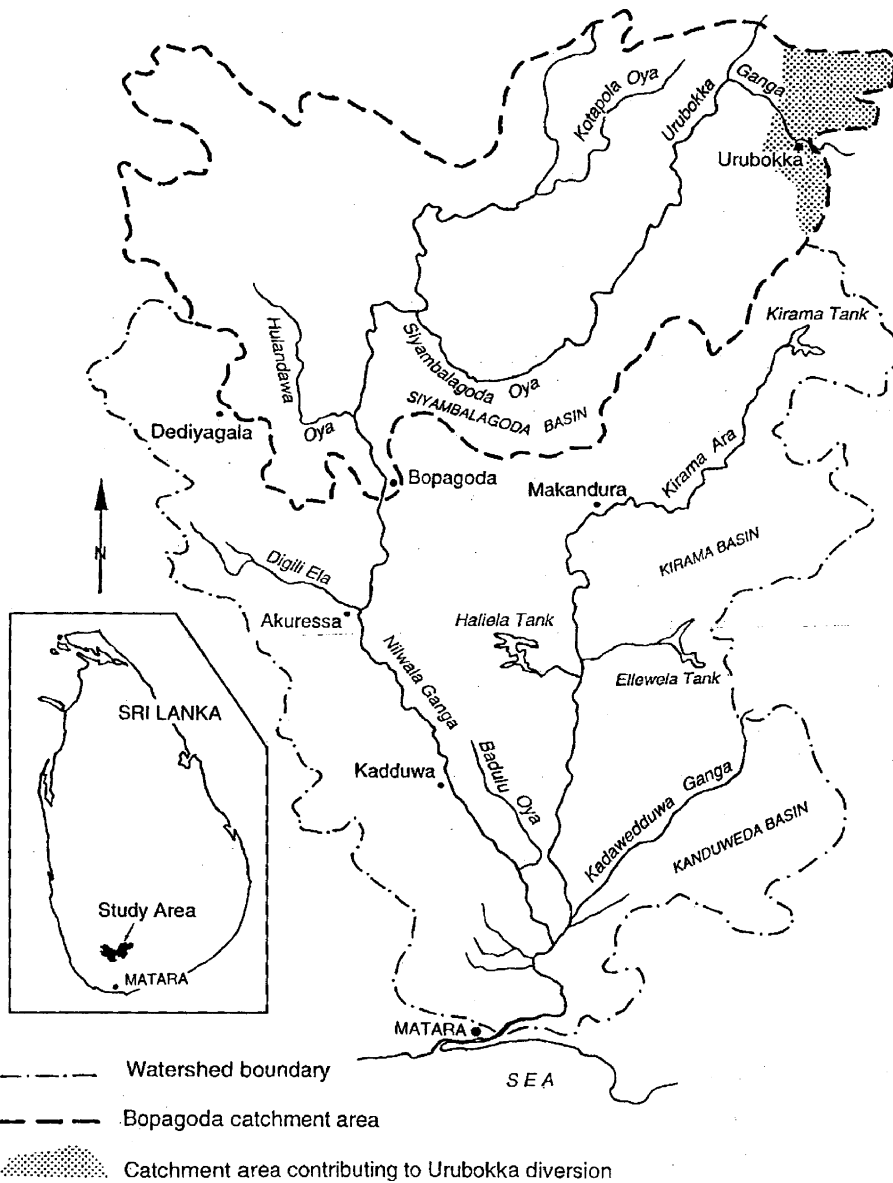 Kotapola Oya
Urubokka
Ganga
Urubokka
Kirama Tank
Hulandawa
Oya
Siyambalagoda Oya
SIYAMBALAGODA BASIN
Dediyagala
Bopagoda
Makandura
Kirama Ara
KIRAMA BASIN
N
Digili Ela
Akuressa
Haliela Tank
Ellewela Tank
Nilwala Ganga
SRI LANKA
Kadduwa
Badulu Oya
Kadawedduwa Ganga
KANDUWEDA BASIN
Study Area
MATARA
MATARA
SEA
Watershed boundary
Bopagoda catchment area
Catchment area contributing to Urubokka diversion